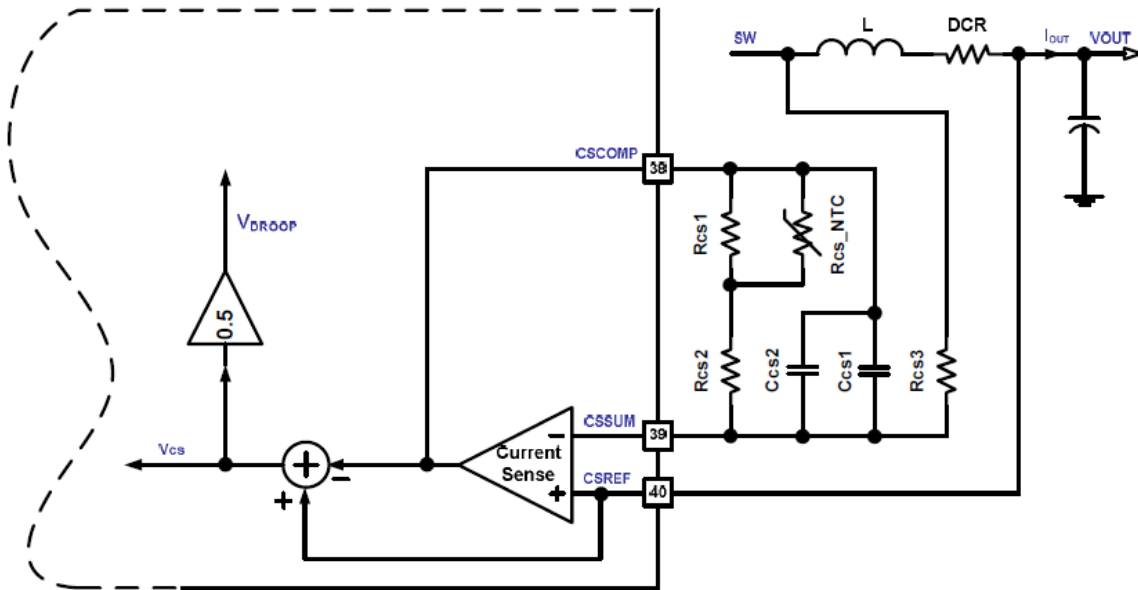 SW
L
DCR
IOUT
VOUT
CSCOMP
38
VDROOP
0.5
Rcs1
Rcs_NTC
Rcs2
Ccs2
Ccs1
Rcs3
CSSUM
39
Vcs
+
−
Current
Sense
−
+
CSREF
40
+